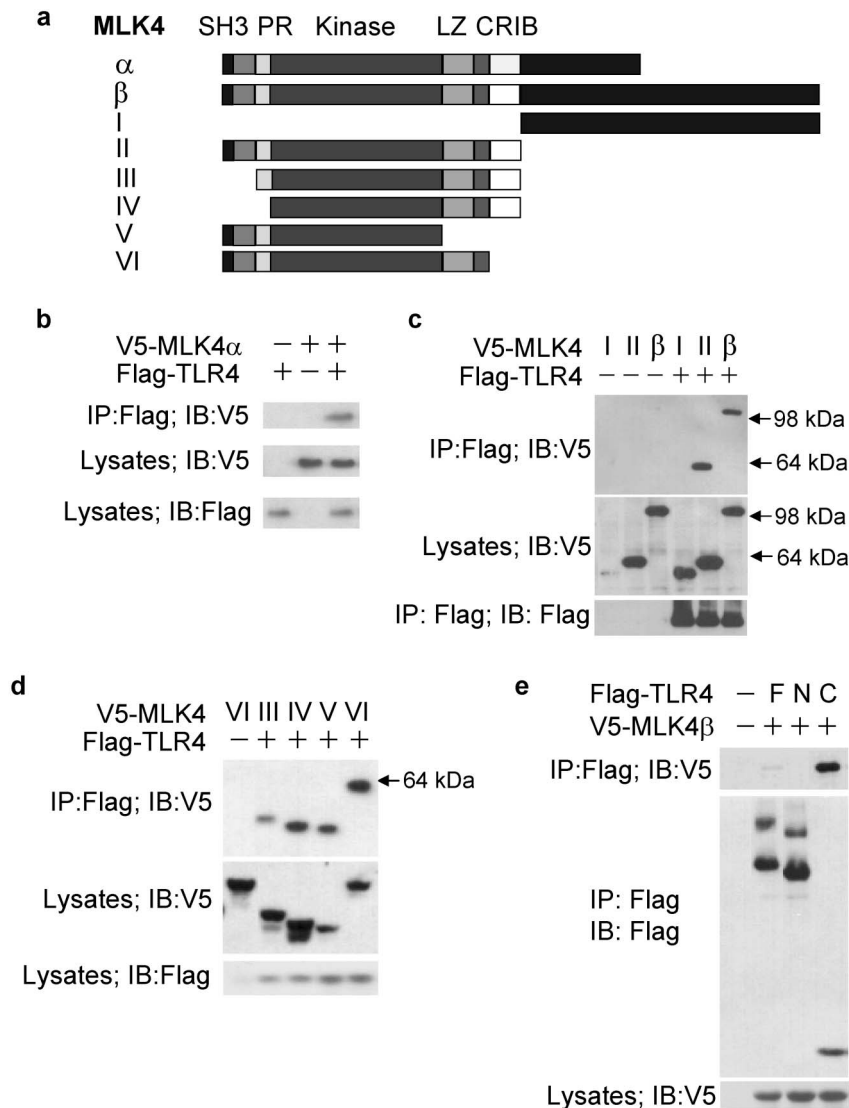 a MLK4 SH3 PR Kinase LZ CRIB
α
β
I
II
III
IV
V
VI
b
V5-MLK4α − + +
Flag-TLR4 + − +
IP:Flag; IB:V5
Lysates; IB:V5
Lysates; IB:Flag
c
V5-MLK4 I II β I II β
Flag-TLR4 − − − + + +
IP:Flag; IB:V5
98 kDa
64 kDa
Lysates; IB:V5
98 kDa
64 kDa
IP: Flag; IB: Flag
d
V5-MLK4 VI III IV V VI
Flag-TLR4 − + + + +
IP:Flag; IB:V5
64 kDa
Lysates; IB:V5
Lysates; IB:Flag
e
Flag-TLR4 − F N C
V5-MLK4β − + + +
IP:Flag; IB:V5
IP: Flag
IB: Flag
Lysates; IB:V5